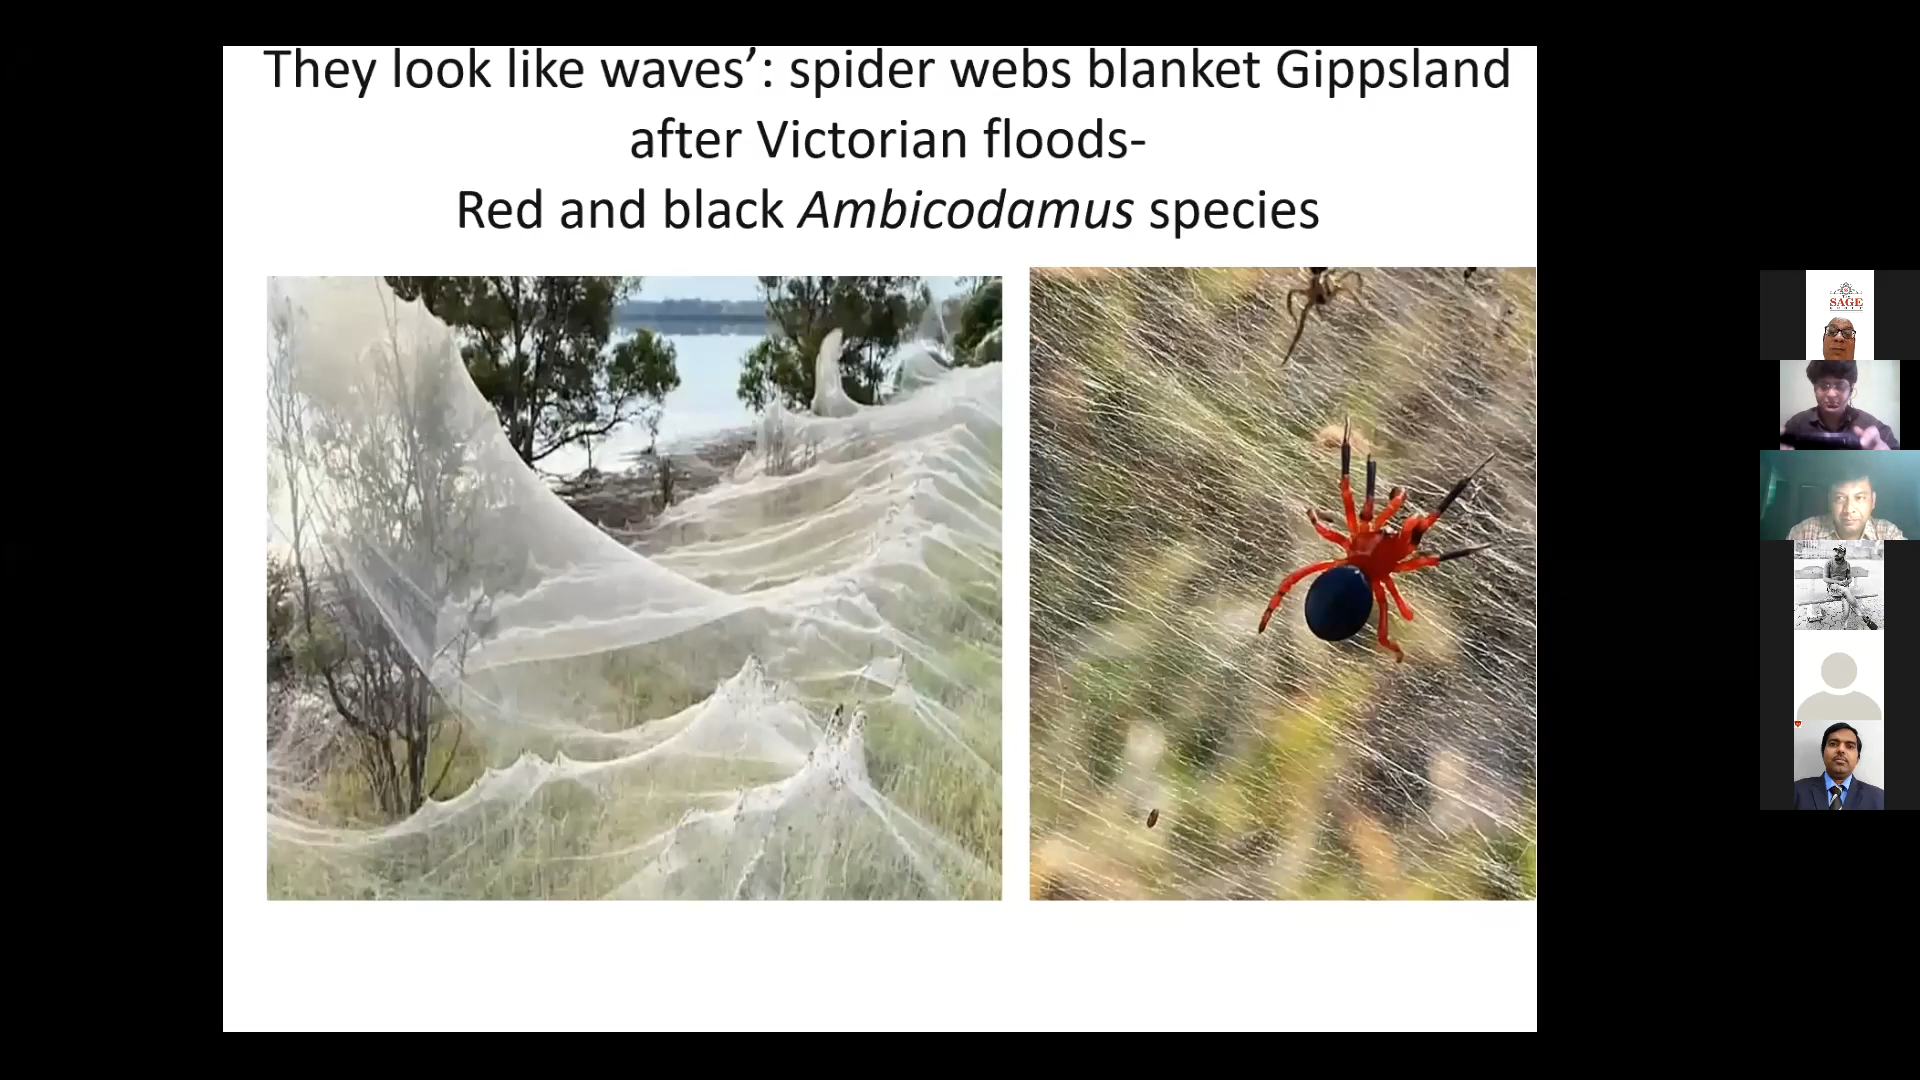 They look like waves’: spider webs blanket Gippsland
after Victorian floods-
Red and black Ambicodamus species
SAGE